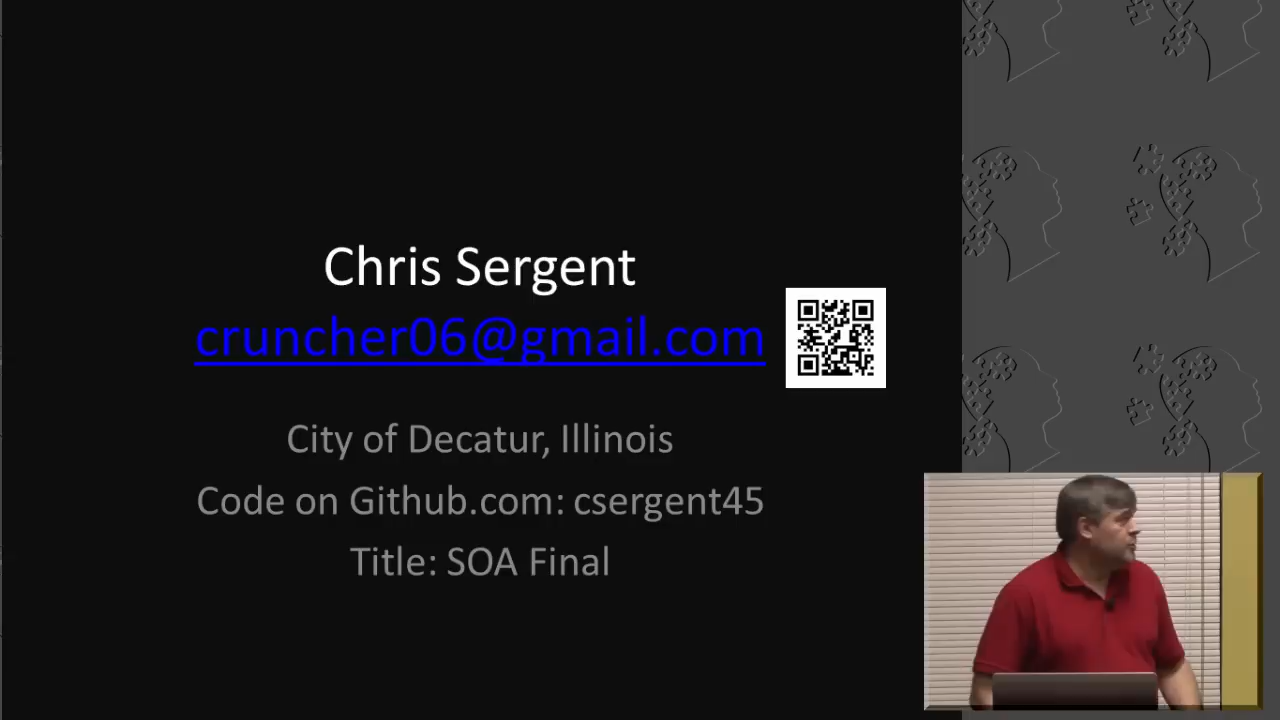 Chris Sergent
cruncher06@gmail.com
City of Decatur, Illinois
Code on Github.com: csergent45
Title: SOA Final